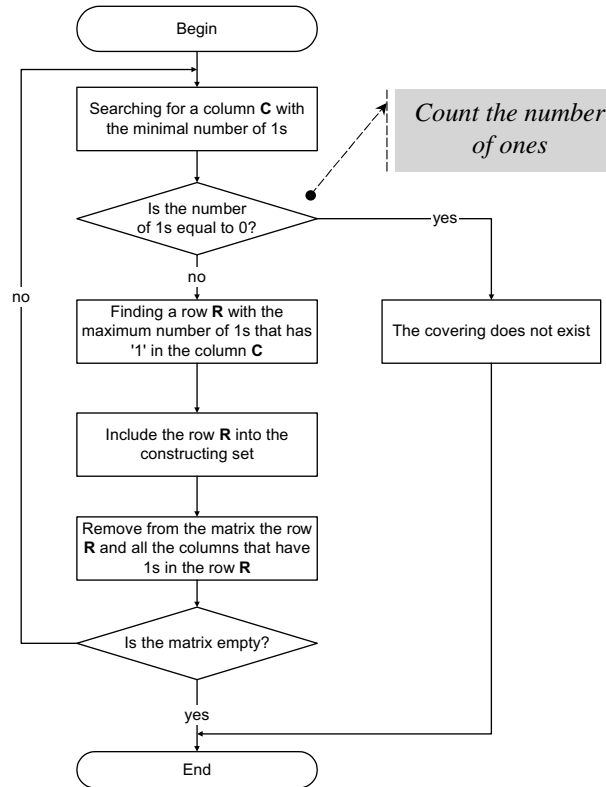 Begin
Searching for a column C with
the minimal number of 1s
Count the number
of ones
Is the number
of 1s equal to 0?
yes
no
no
Finding a row R with the
maximum number of 1s that has
'1' in the column C
The covering does not exist
Include the row R into the
constructing set
Remove from the matrix the row
R and all the columns that have
1s in the row R
Is the matrix empty?
yes
End